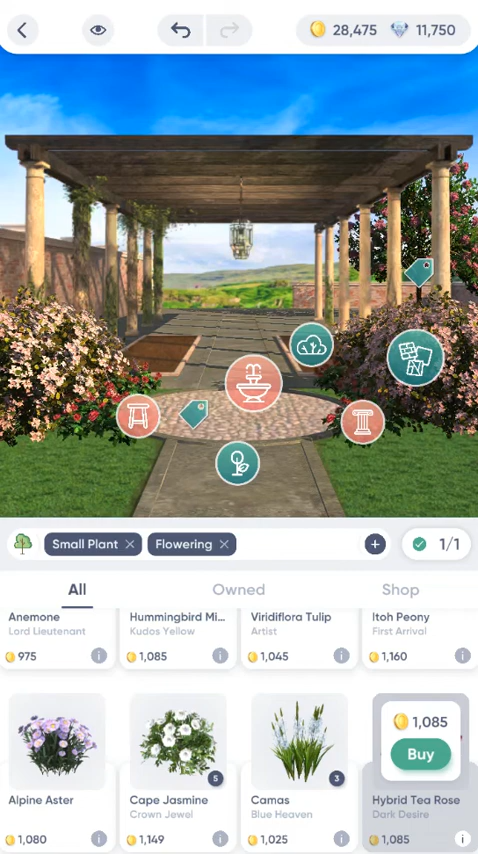 28,475 11,750
Small Plant Flowering 1/1
All Owned Shop
Anemone Hummingbird Mi... Viridiflora Tulip Itoh Peony
Lord Lieutenant Kudos Yellow Artist First Arrival
975 1,085 1,045 1,160
1,085
Buy
5 3
Alpine Aster Cape Jasmine Camas Hybrid Tea Rose
Crown Jewel Blue Heaven Dark Desire
1,080 1,149 1,025 1,085